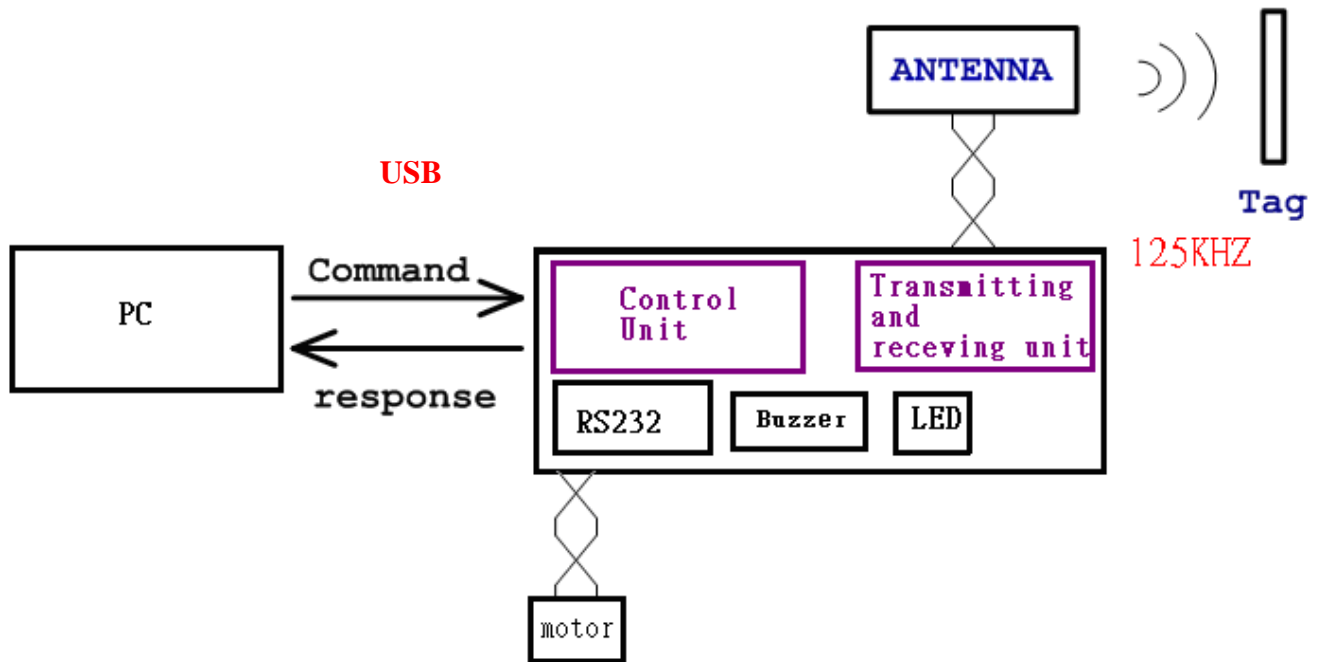 ANTENNA
USB
Tag
125KHZ
Command
PC
response
Control
Unit
Transmitting
and
receving unit
RS232
Buzzer
LED
motor